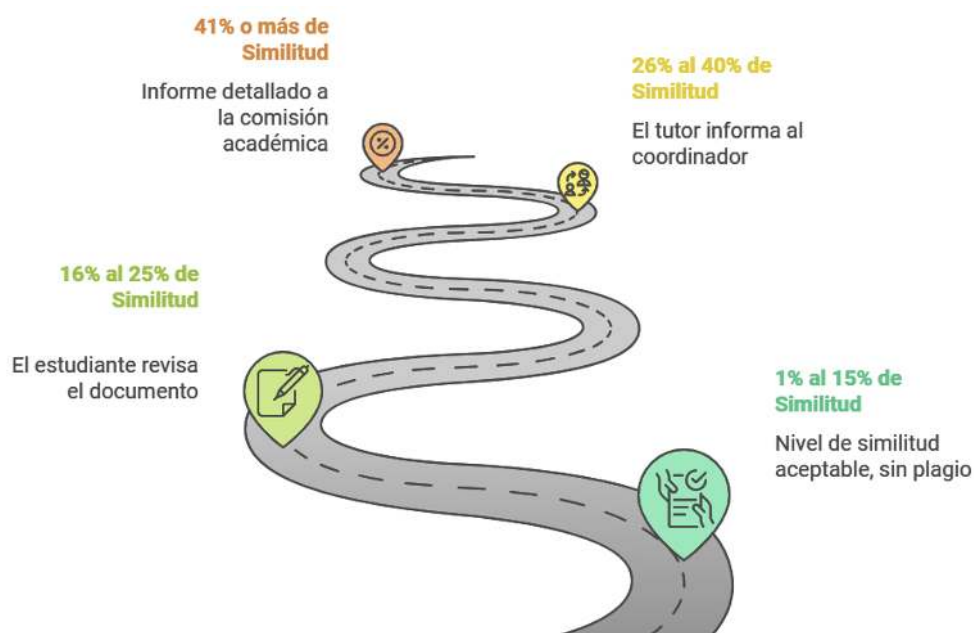 41% o más de
Similitud
Informe detallado a
la comisión
académica
26% al 40% de
Similitud
El tutor informa al
coordinador
16% al 25% de
Similitud
El estudiante revisa
el documento
1% al 15% de
Similitud
Nivel de similitud
aceptable, sin plagio